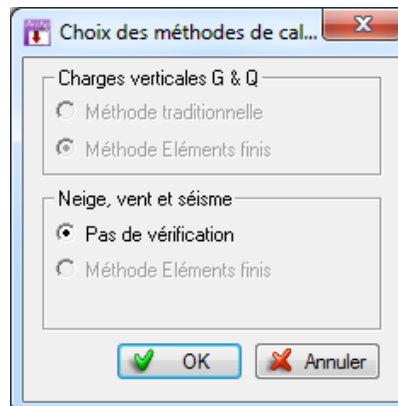 Choix des méthodes de cal...
Charges verticales G & Q
Méthode traditionnelle
Méthode Eléments finis
Neige, vent et séisme
Pas de vérification
Méthode Eléments finis
OK
Annuler